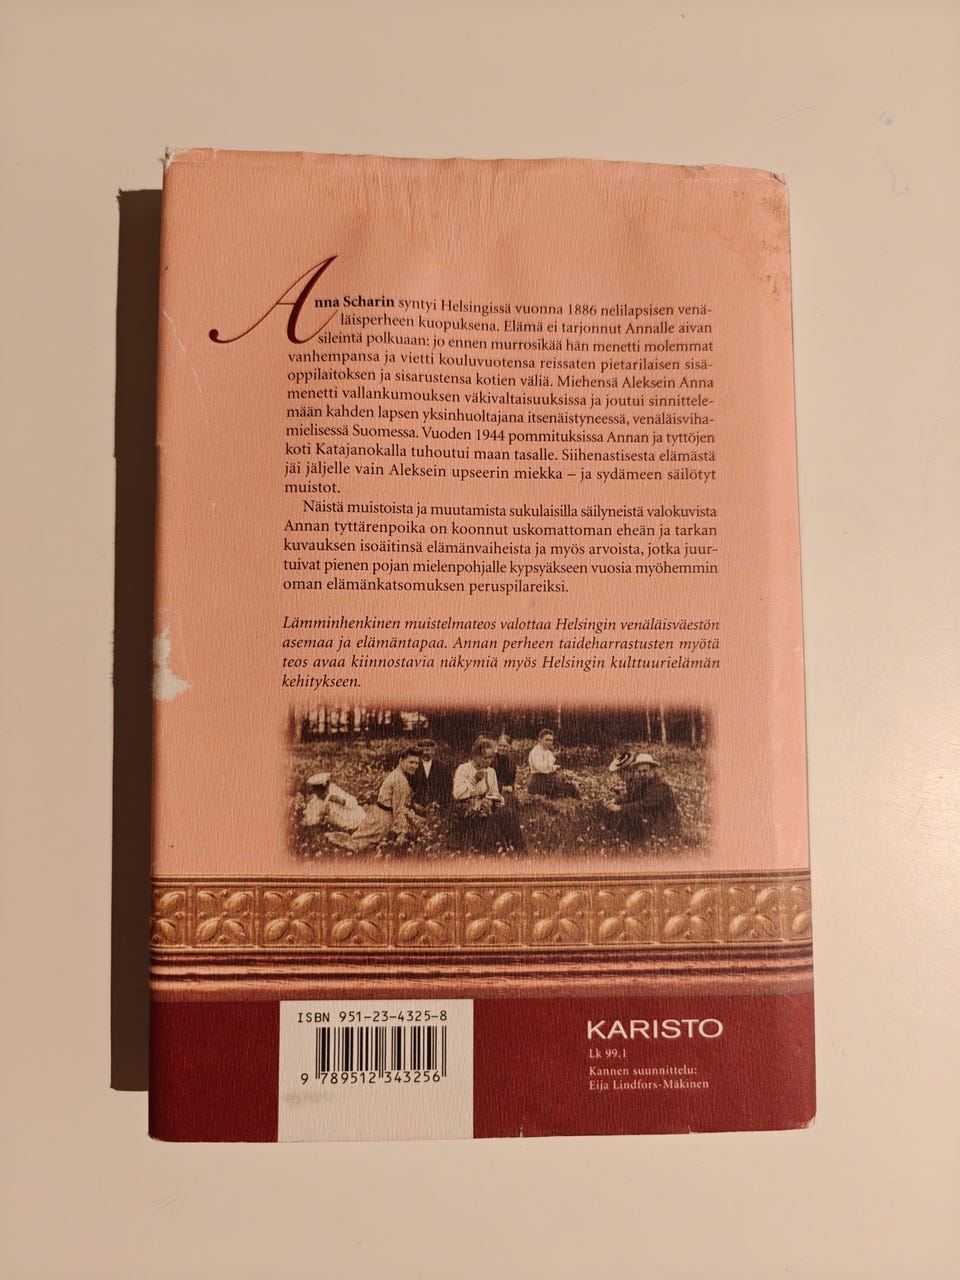 Anna Scharin syntyi Helsingissä vuonna 1886 nelilapsisen venä-
läisperheen kuopuksena. Elämä ei tarjonnut Annalle aivan
sileintä polkuaan: jo ennen murrosikää hän menetti molemmat
vanhempansa ja vietti kouluvuotensa reissaten pietarilaisen sisä-
oppilaitoksen ja sisarustensa kotien väliä. Miehensä Aleksein Anna
menetti vallankumouksen väkivaltaisuuksissa ja joutui sinnittele-
mään kahden lapsen yksinhuoltajana itsenäistyneessä, venäläisviha-
mielisessä Suomessa. Vuoden 1944 pommituksissa Annan ja tyttöjen
koti Katajanokalla tuhoutui maan tasalle. Siihenastisesta elämästä
jäi jäljelle vain Aleksein upseerin miekka – ja sydämeen säilötyt
muistot.
Näistä muistoista ja muutamista sukulaisilla säilyneistä valokuvista
Annan tyttärenpoika on koonnut uskomattoman eheän ja tarkan
kuvauksen isoäitinsä elämänvaiheista ja myös arvoista, jotka juur-
tuivat pienen pojan mielenpohjalle kypsyäkseen vuosia myöhemmin
oman elämänkatsomuksen peruspilareiksi.
Lämminhenkinen muistelmateos valottaa Helsingin venäläisväestön
asemaa ja elämäntapaa. Annan perheen taideharrastusten myötä
teos avaa kiinnostavia näkymiä myös Helsingin kulttuurielämän
kehitykseen.
ISBN 951-23-4325-8
9 789512 343256
KARISTO
Lk 99.1
Kannen suunnittelu:
Eija Lindfors-Mäkinen